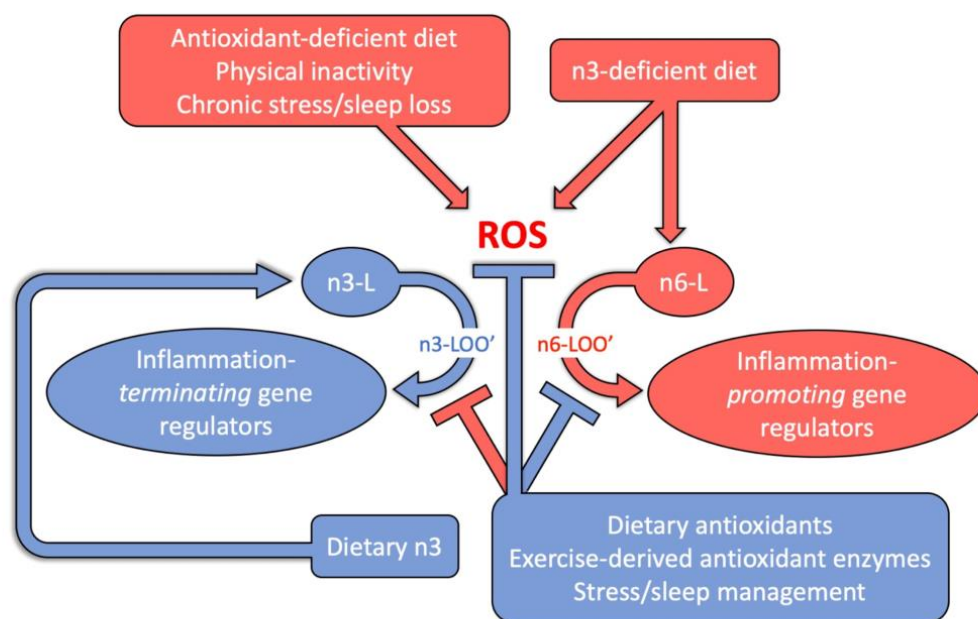 Antioxidant-deficient diet
Physical inactivity
Chronic stress/sleep loss
n3-deficient diet
ROS
n3-L
n6-L
n3-LOO’
n6-LOO’
Inflammation-
terminating gene
regulators
Inflammation-
promoting gene
regulators
Dietary n3
Dietary antioxidants
Exercise-derived antioxidant enzymes
Stress/sleep management